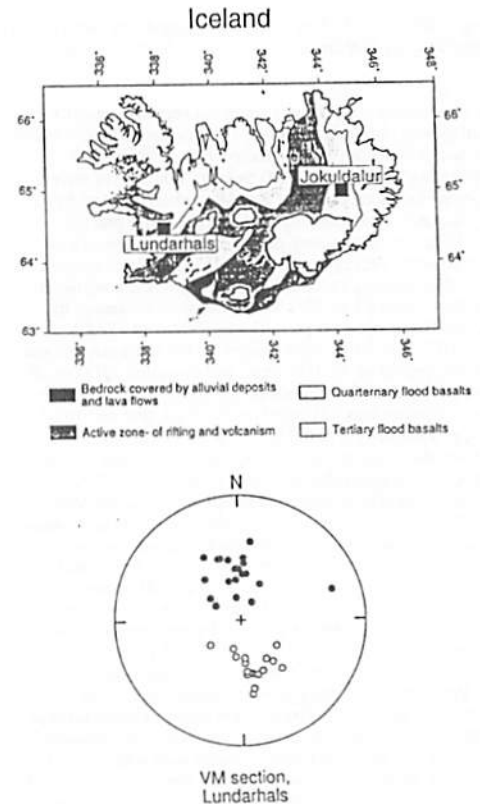 Iceland
336°
338°
340°
342°
344°
346°
348°
66°
65°
64°
63°
66°
65°
64°
Jokuldalur
Lundarhals
336°
338°
340°
342°
344°
346°
Bedrock covered by alluvial deposits
and lava flows
Quarternary flood basalts
Active zone- of rifting and volcanism
Tertiary flood basalts
N
VM section,
Lundarhals